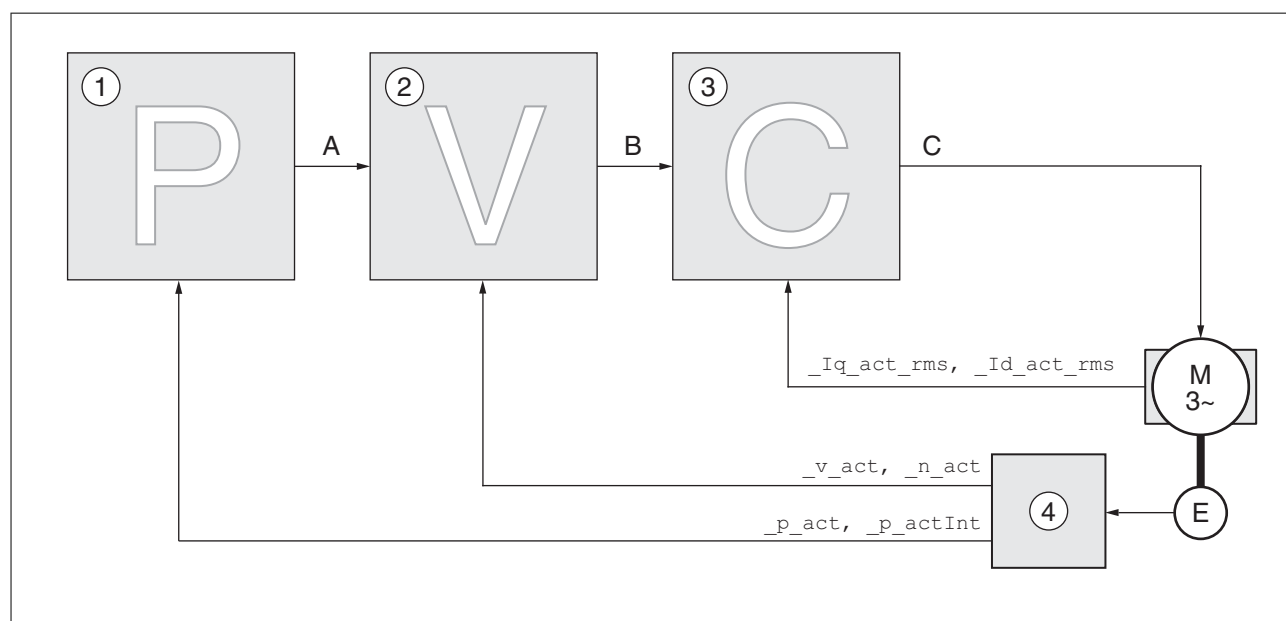 1
2
3
P
V
C
A
B
C
_Iq_act_rms, _Id_act_rms
M
3~
_v_act, _n_act
_p_act, _p_actInt
4
E